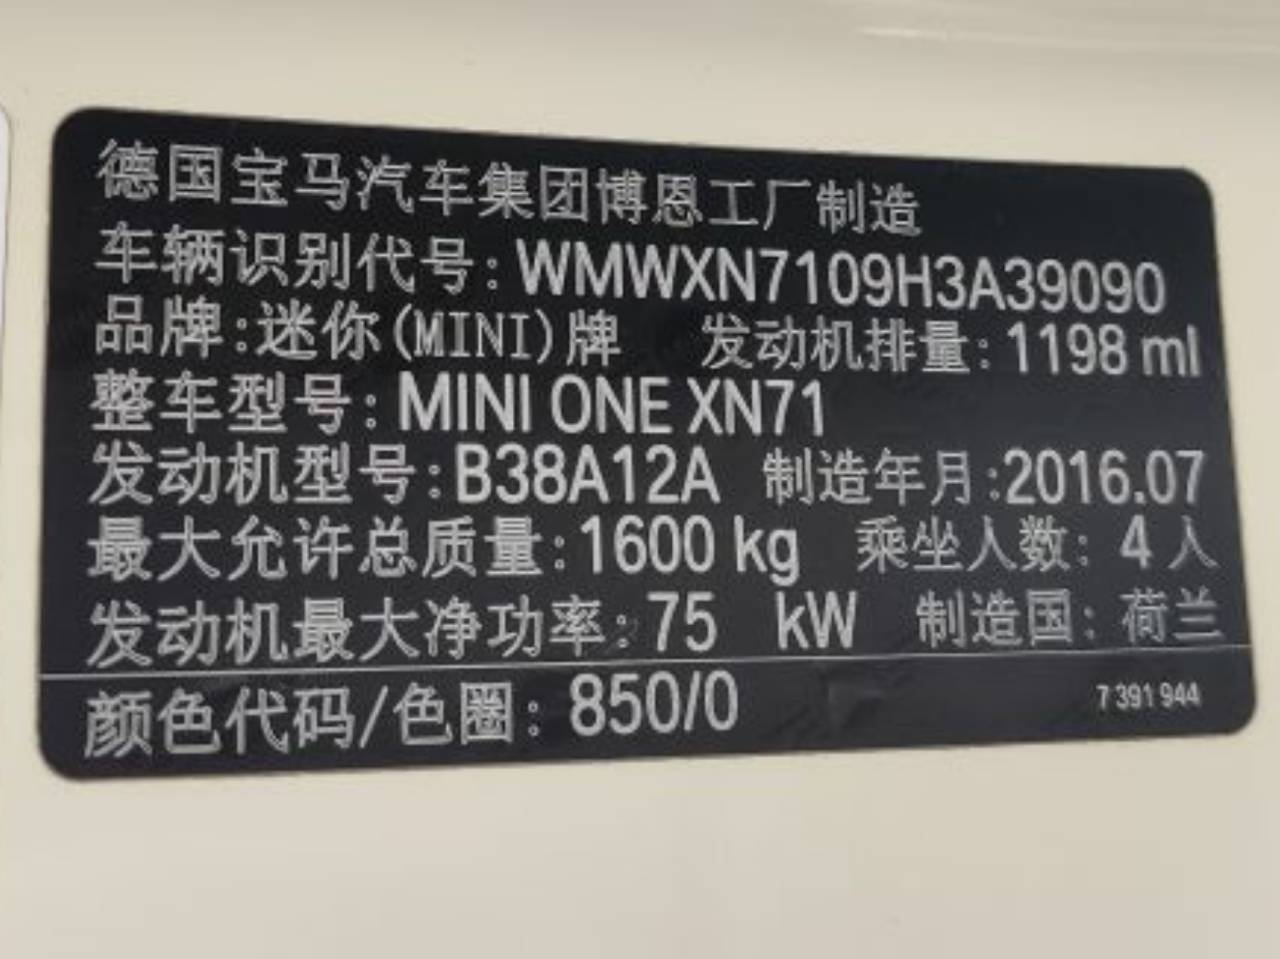 德国宝马汽车集团博恩工厂制造
车辆识别代号:WMWXN7109H3A39090
品牌:迷你(MINI)牌 发动机排量:1198 ml
整车型号:MINI ONE XN71
发动机型号:B38A12A 制造年月:2016.07
最大允许总质量:1600 kg 乘坐人数: 4人
发动机最大净功率:75 kW 制造国: 荷兰
颜色代码/色圈: 850/0 7 391 944